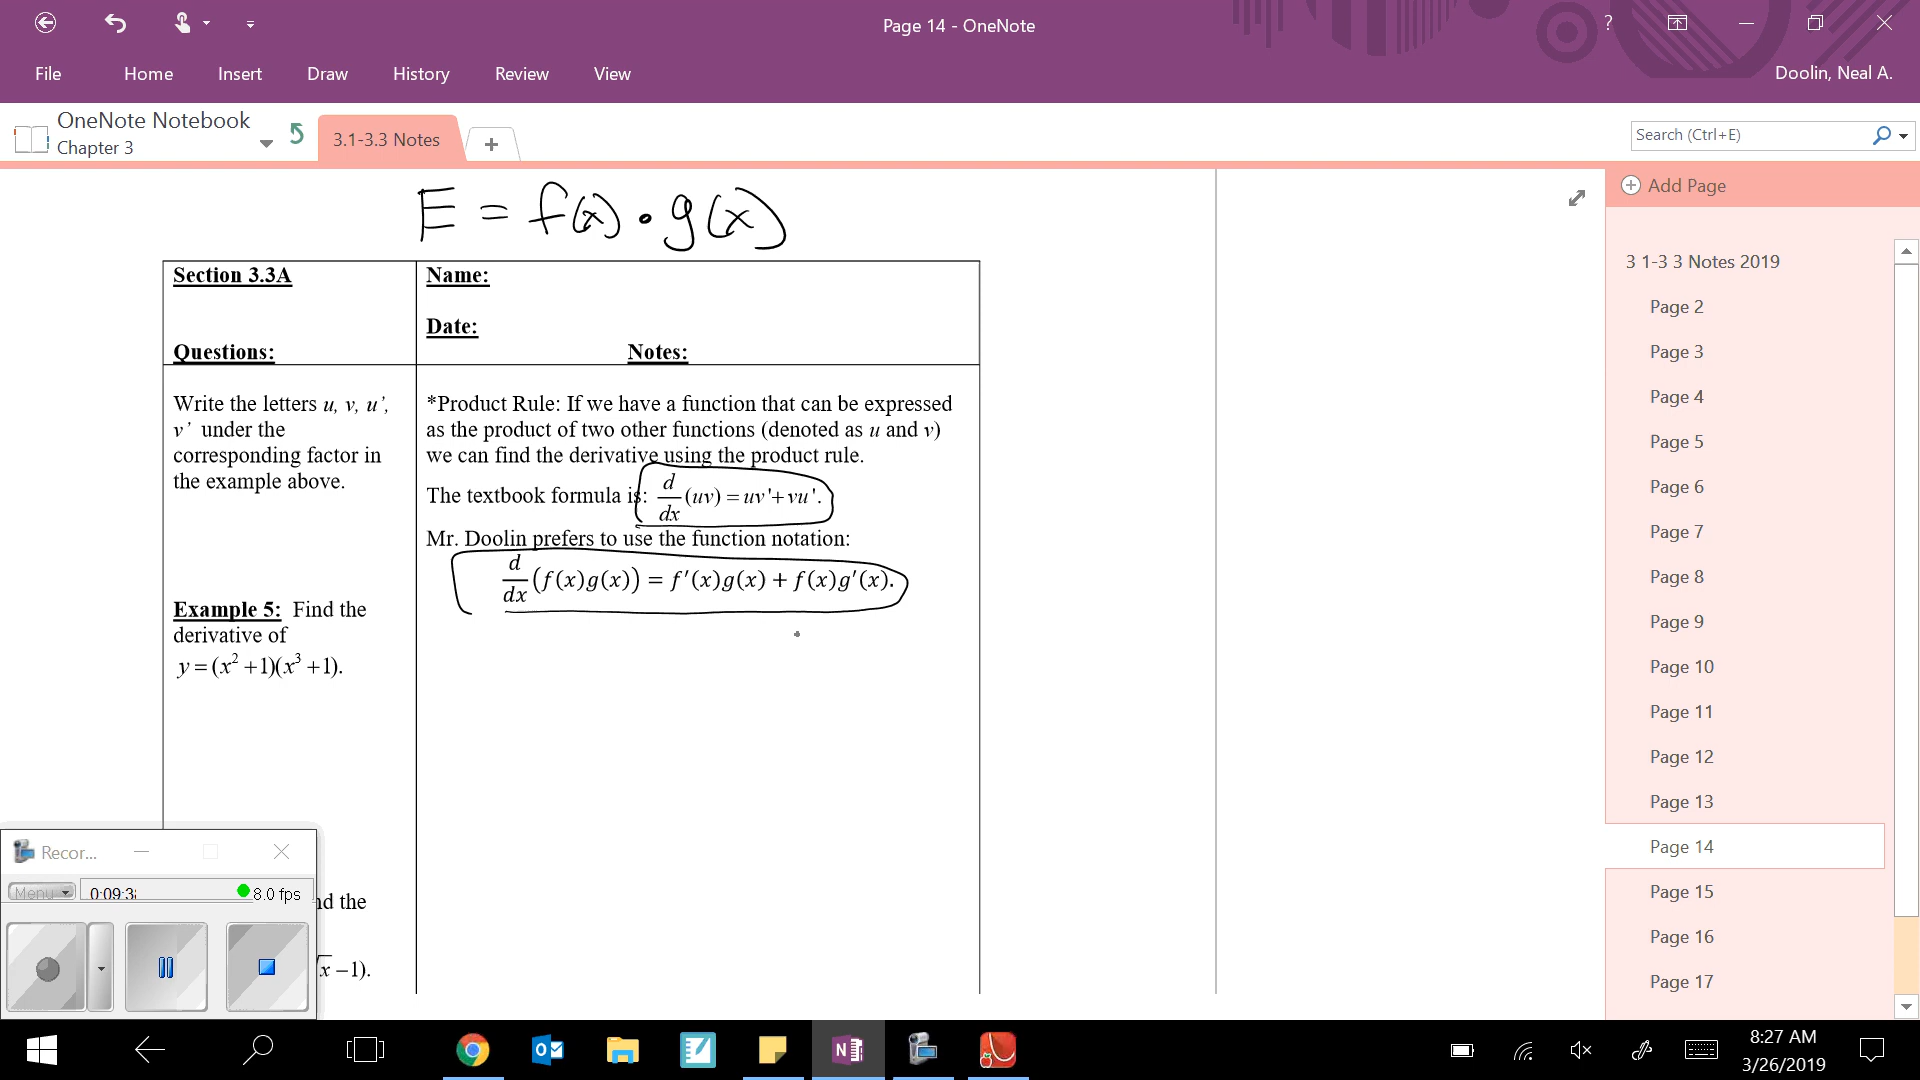 Page 14 - OneNote
?
File Home Insert Draw History Review View
Doolin, Neal A.
OneNote Notebook
Chapter 3
3.1-3.3 Notes
+
Search (Ctrl+E)
Add Page
E = f(x) • g(x)
Section 3.3A
Questions:
Name:
Date:
Notes:
Write the letters u, v, u’,
v’ under the
corresponding factor in
the example above.
Example 5: Find the
derivative of
y = (x² +1)(x³ +1).
nd the
√x −1).
*Product Rule: If we have a function that can be expressed
as the product of two other functions (denoted as u and v)
we can find the derivative using the product rule.
The textbook formula is: d/dx (uv) = uv'+ vu'.
Mr. Doolin prefers to use the function notation:
d/dx (f(x)g(x)) = f′(x)g(x) + f(x)g′(x).
3 1-3 3 Notes 2019
Page 2
Page 3
Page 4
Page 5
Page 6
Page 7
Page 8
Page 9
Page 10
Page 11
Page 12
Page 13
Page 14
Page 15
Page 16
Page 17
Recor...
Menu
0:09:3
8.0 fps
8:27 AM
3/26/2019